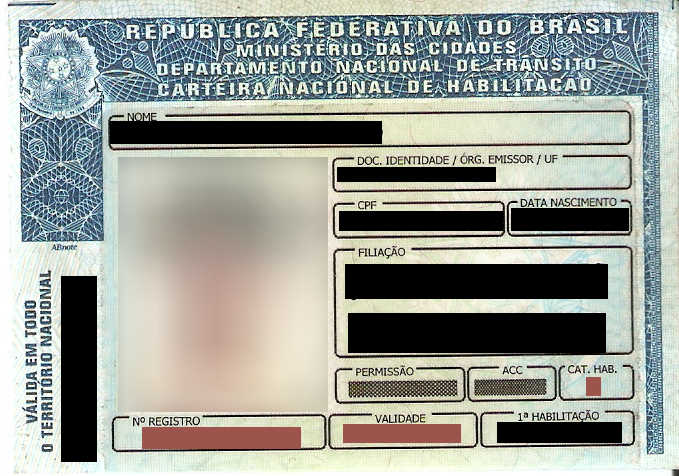 REPÚBLICA FEDERATIVA DO BRASIL
MINISTÉRIO DAS CIDADES
DEPARTAMENTO NACIONAL DE TRÂNSITO
CARTEIRA NACIONAL DE HABILITAÇÃO
NOME
DOC. IDENTIDADE / ÓRG. EMISSOR / UF
CPF
DATA NASCIMENTO
FILIAÇÃO
PERMISSÃO
ACC
CAT. HAB.
Nº REGISTRO
VALIDADE
1ª HABILITAÇÃO
ABnote
VÁLIDA EM TODO
O TERRITÓRIO NACIONAL